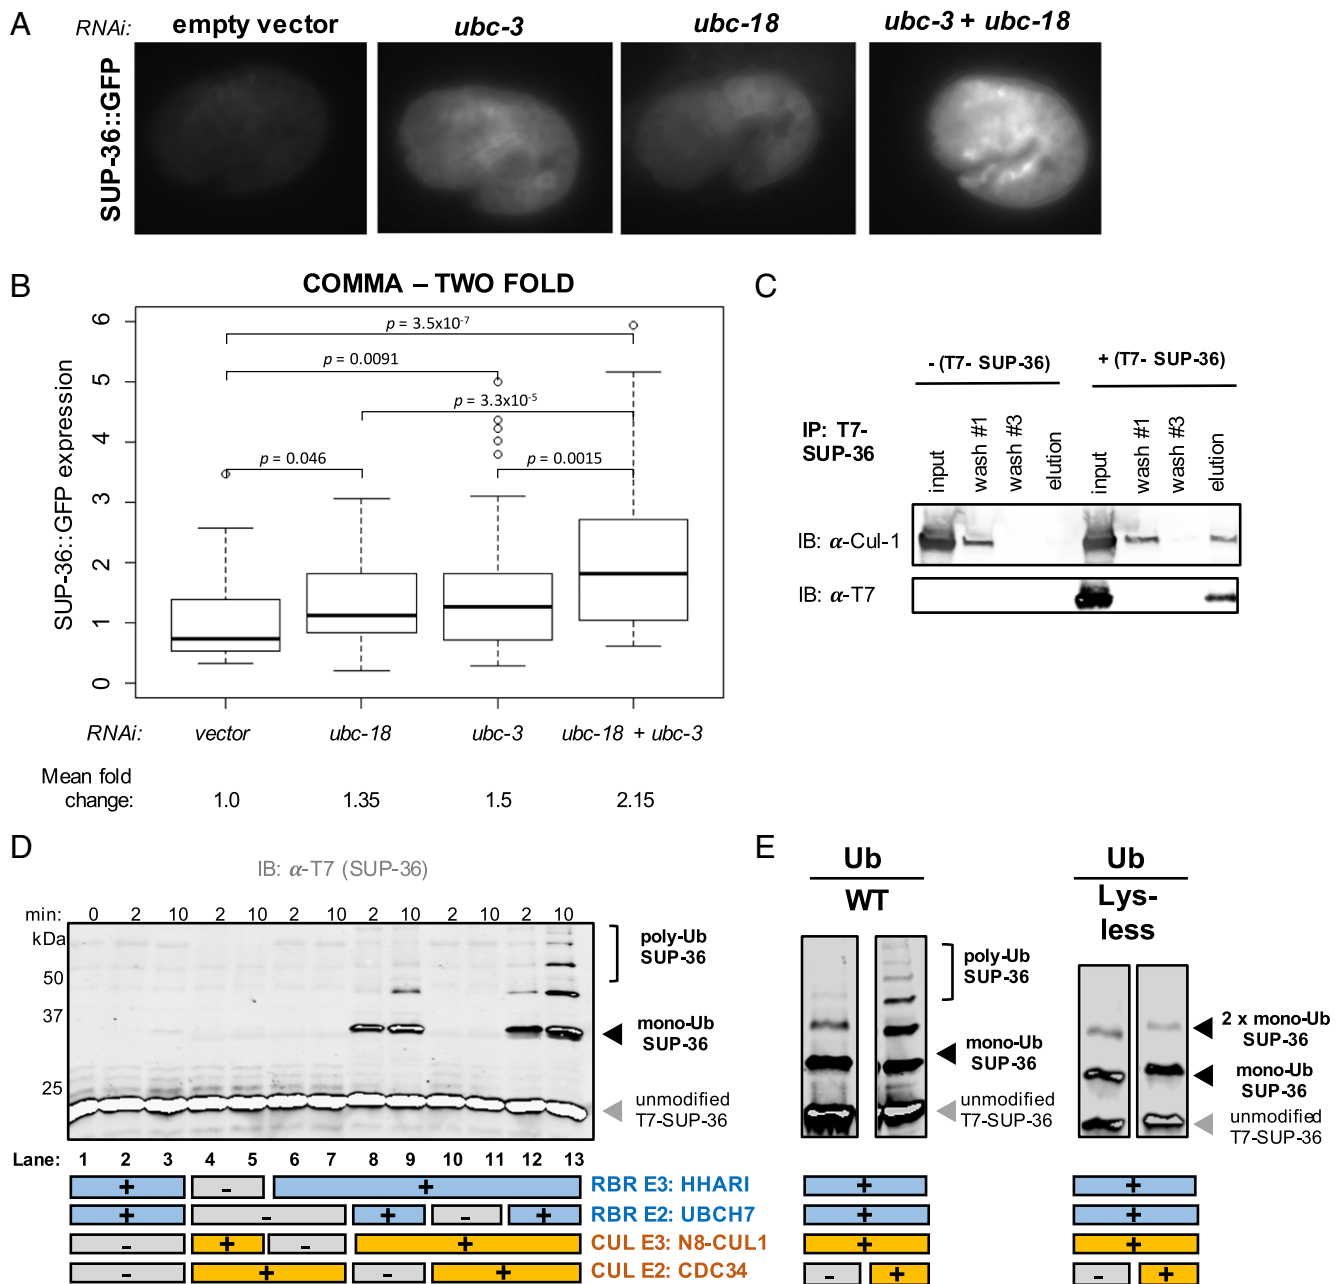 A
RNAi: empty vector ubc-3 ubc-18 ubc-3 + ubc-18
SUP-36::GFP
B
COMMA – TWO FOLD
SUP-36::GFP expression
6
5
4
3
2
1
0
p = 3.5x10-7
p = 0.0091
p = 3.3x10-5
p = 0.046
p = 0.0015
RNAi: vector ubc-18 ubc-3 ubc-18 + ubc-3
Mean fold
change: 1.0 1.35 1.5 2.15
C
- (T7- SUP-36) + (T7- SUP-36)
IP: T7-
SUP-36
input wash #1 wash #3 elution input wash #1 wash #3 elution
IB: α-Cul-1
IB: α-T7
D
IB: α-T7 (SUP-36)
min: 0 2 10 2 10 2 10 2 10 2 10 2 10
kDa
50
37
25
poly-Ub
SUP-36
mono-Ub
SUP-36
unmodified
T7-SUP-36
Lane: 1 2 3 4 5 6 7 8 9 10 11 12 13
+ - + RBR E3: HHARI
+ - + - + RBR E2: UBCH7
- + - + CUL E3: N8-CUL1
- + - + CUL E2: CDC34
E
Ub
WT
poly-Ub
SUP-36
mono-Ub
SUP-36
unmodified
T7-SUP-36
+
+
+
- +
Ub
Lys-
less
2 x mono-Ub
SUP-36
mono-Ub
SUP-36
unmodified
T7-SUP-36
+
+
+
- +